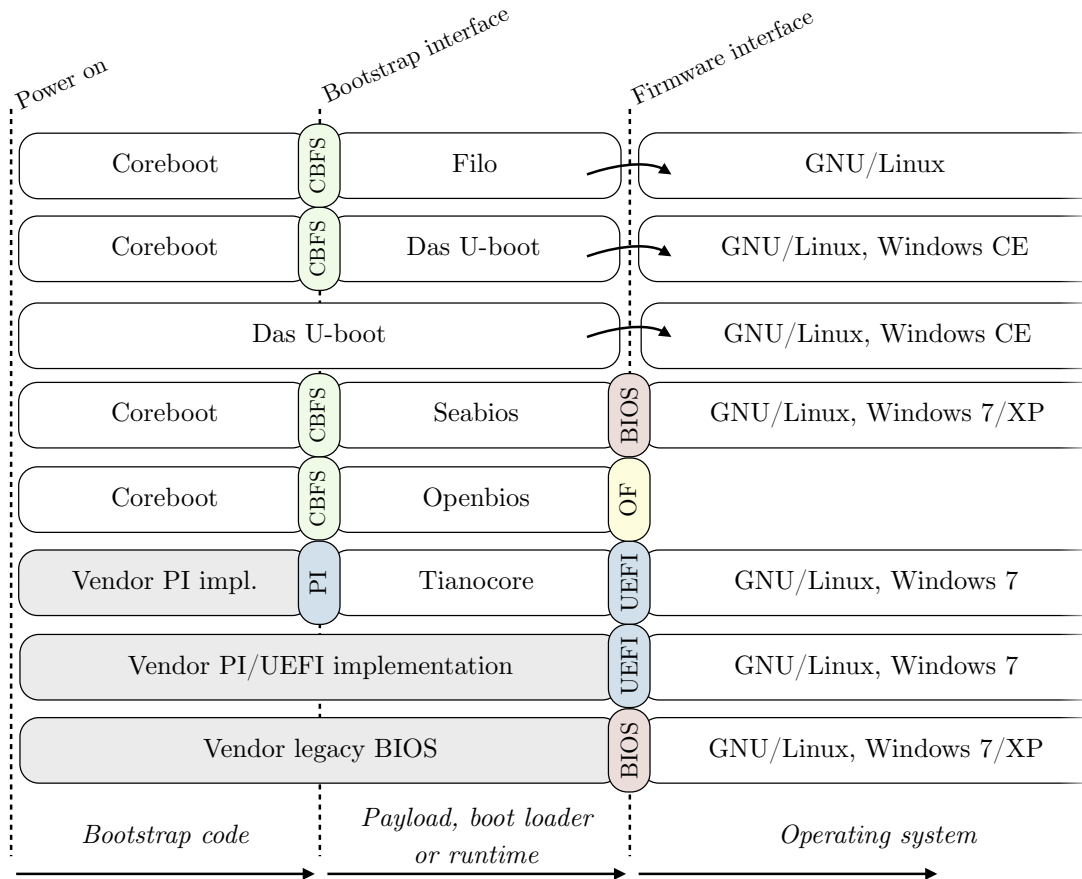 Power on
Bootstrap interface
Firmware interface
Coreboot
CBFS
Filo
GNU/Linux
Coreboot
CBFS
Das U-boot
GNU/Linux, Windows CE
Das U-boot
GNU/Linux, Windows CE
Coreboot
CBFS
Seabios
BIOS
GNU/Linux, Windows 7/XP
Coreboot
CBFS
Openbios
OF
Vendor PI impl.
PI
Tianocore
UEFI
GNU/Linux, Windows 7
Vendor PI/UEFI implementation
UEFI
GNU/Linux, Windows 7
Vendor legacy BIOS
BIOS
GNU/Linux, Windows 7/XP
Bootstrap code
Payload, boot loader
or runtime
Operating system